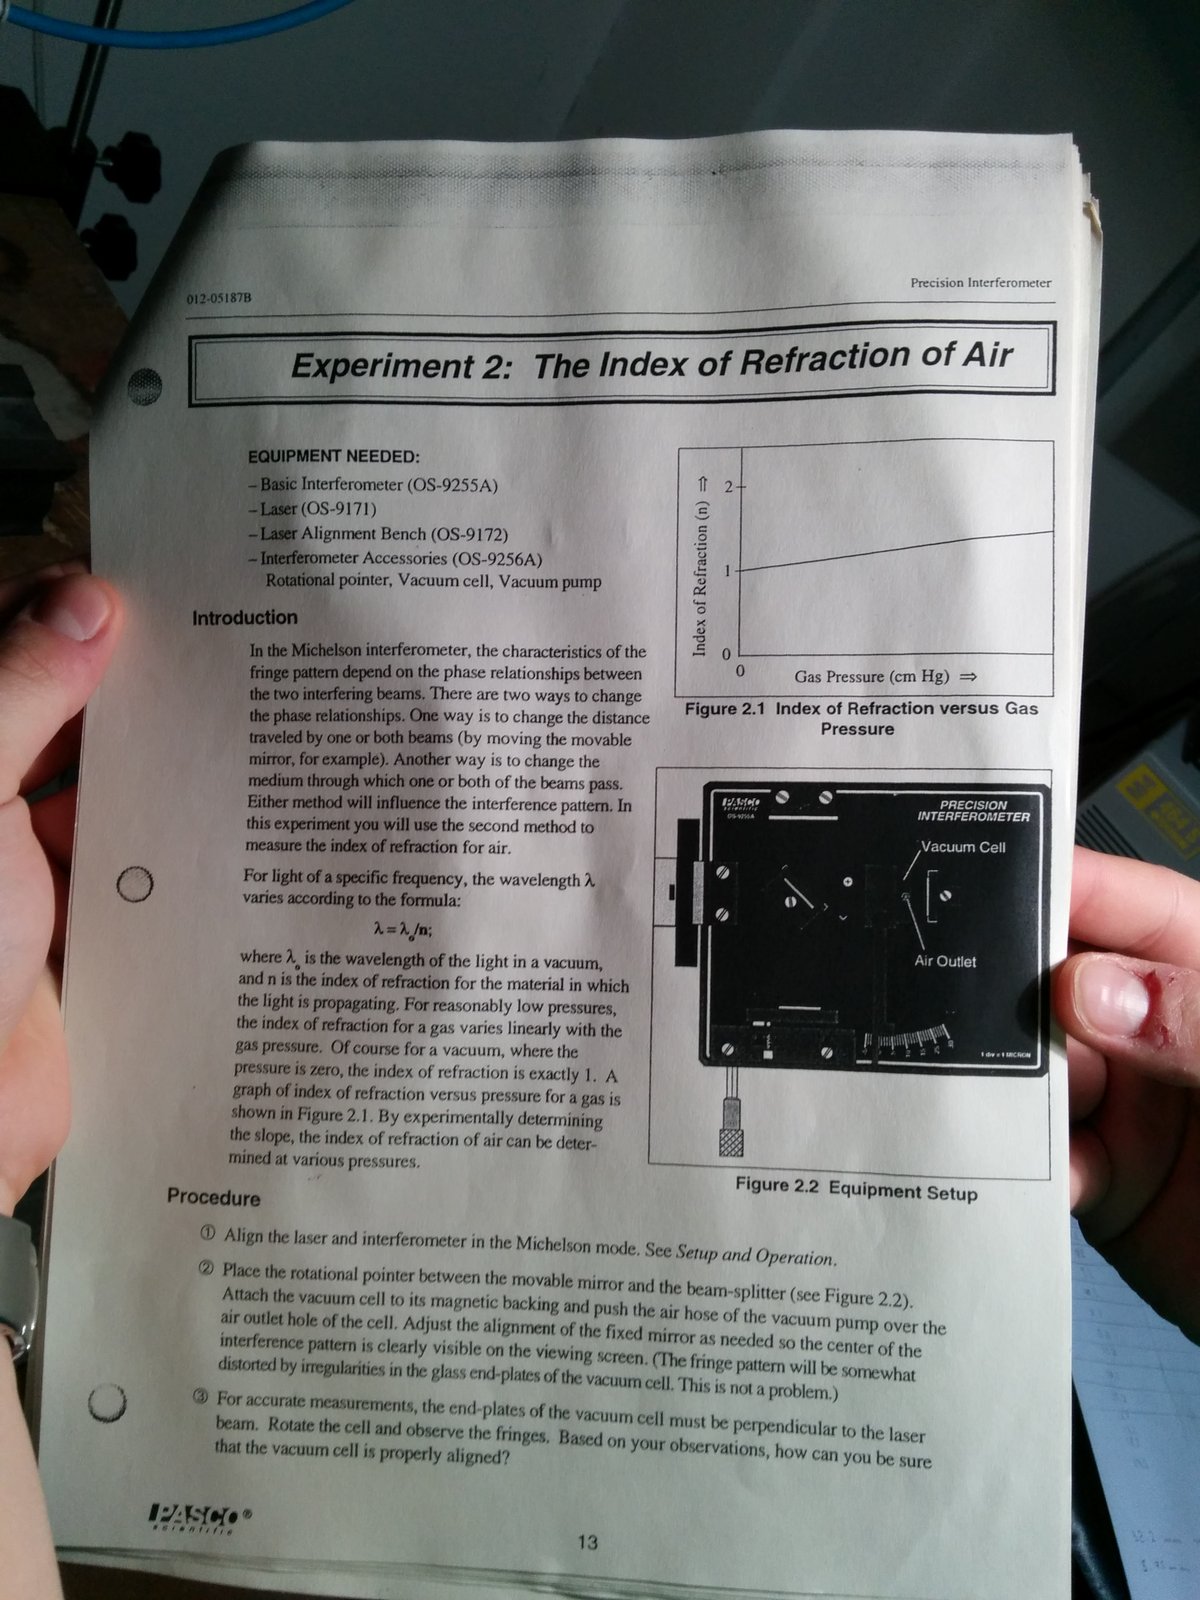 012-05187B
Precision Interferometer
Experiment 2: The Index of Refraction of Air
EQUIPMENT NEEDED:
– Basic Interferometer (OS-9255A)
– Laser (OS-9171)
– Laser Alignment Bench (OS-9172)
– Interferometer Accessories (OS-9256A)
Rotational pointer, Vacuum cell, Vacuum pump
Introduction
In the Michelson interferometer, the characteristics of the
fringe pattern depend on the phase relationships between
the two interfering beams. There are two ways to change
the phase relationships. One way is to change the distance
traveled by one or both beams (by moving the movable
mirror, for example). Another way is to change the
medium through which one or both of the beams pass.
Either method will influence the interference pattern. In
this experiment you will use the second method to
measure the index of refraction for air.
For light of a specific frequency, the wavelength λ
varies according to the formula:
λ = λₒ/n;
where λₒ is the wavelength of the light in a vacuum,
and n is the index of refraction for the material in which
the light is propagating. For reasonably low pressures,
the index of refraction for a gas varies linearly with the
gas pressure. Of course for a vacuum, where the
pressure is zero, the index of refraction is exactly 1. A
graph of index of refraction versus pressure for a gas is
shown in Figure 2.1. By experimentally determining
the slope, the index of refraction of air can be deter-
mined at various pressures.
Index of Refraction (n) ⇒
2
1
0
0
Gas Pressure (cm Hg) ⇒
Figure 2.1 Index of Refraction versus Gas
Pressure
PASCO
scientific
OS-9255A
PRECISION
INTERFEROMETER
Vacuum Cell
Air Outlet
1 div = 1 MICRON
Figure 2.2 Equipment Setup
Procedure
① Align the laser and interferometer in the Michelson mode. See Setup and Operation.
② Place the rotational pointer between the movable mirror and the beam-splitter (see Figure 2.2).
Attach the vacuum cell to its magnetic backing and push the air hose of the vacuum pump over the
air outlet hole of the cell. Adjust the alignment of the fixed mirror as needed so the center of the
interference pattern is clearly visible on the viewing screen. (The fringe pattern will be somewhat
distorted by irregularities in the glass end-plates of the vacuum cell. This is not a problem.)
③ For accurate measurements, the end-plates of the vacuum cell must be perpendicular to the laser
beam. Rotate the cell and observe the fringes. Based on your observations, how can you be sure
that the vacuum cell is properly aligned?
PASCO®
scientific
13